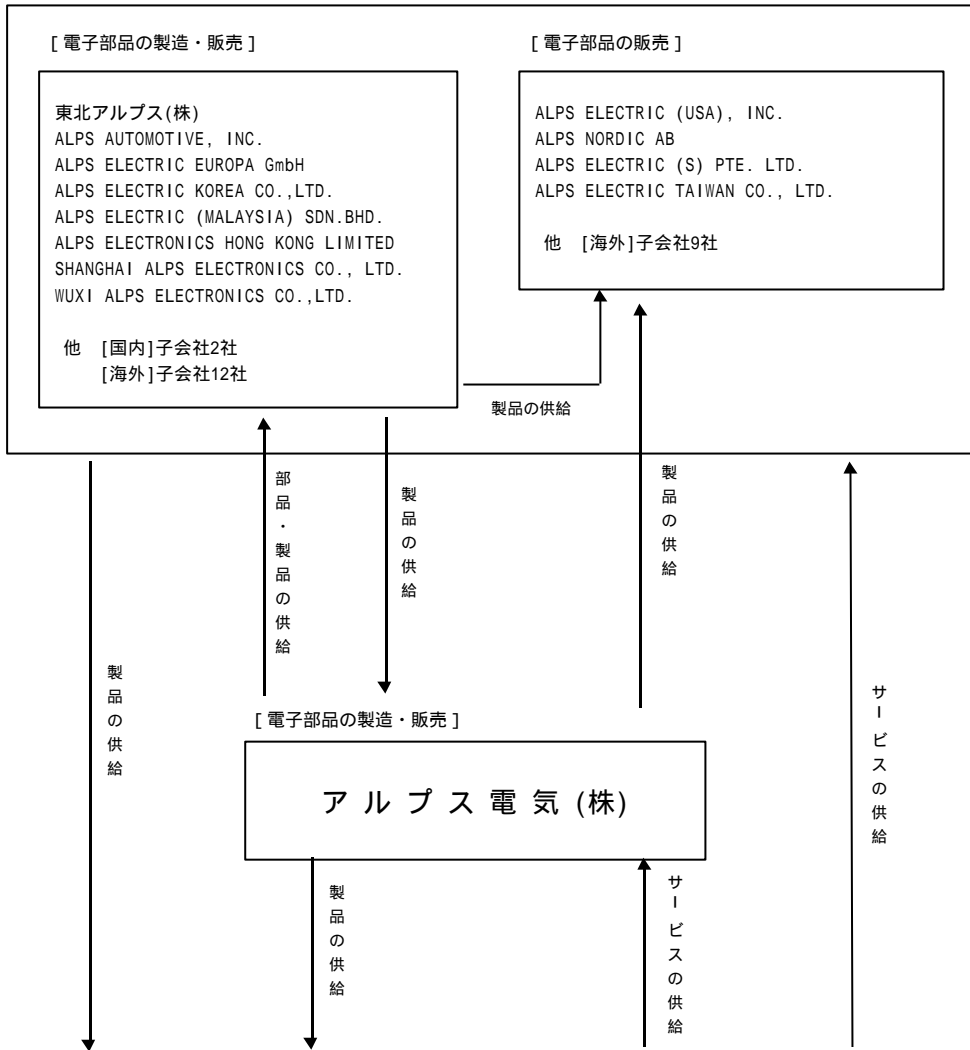 [ 電子部品の製造・販売 ]
東北アルプス(株)
ALPS AUTOMOTIVE, INC.
ALPS ELECTRIC EUROPA GmbH
ALPS ELECTRIC KOREA CO.,LTD.
ALPS ELECTRIC (MALAYSIA) SDN.BHD.
ALPS ELECTRONICS HONG KONG LIMITED
SHANGHAI ALPS ELECTRONICS CO., LTD.
WUXI ALPS ELECTRONICS CO.,LTD.
他 [国内]子会社2社
[海外]子会社12社
[ 電子部品の販売 ]
ALPS ELECTRIC (USA), INC.
ALPS NORDIC AB
ALPS ELECTRIC (S) PTE. LTD.
ALPS ELECTRIC TAIWAN CO., LTD.
他 [海外]子会社9社
製品の供給
部品・製品の供給
製品の供給
製品の供給
製品の供給
サービスの供給
[ 電子部品の製造・販売 ]
アルプス電気(株)
製品の供給
サービスの供給